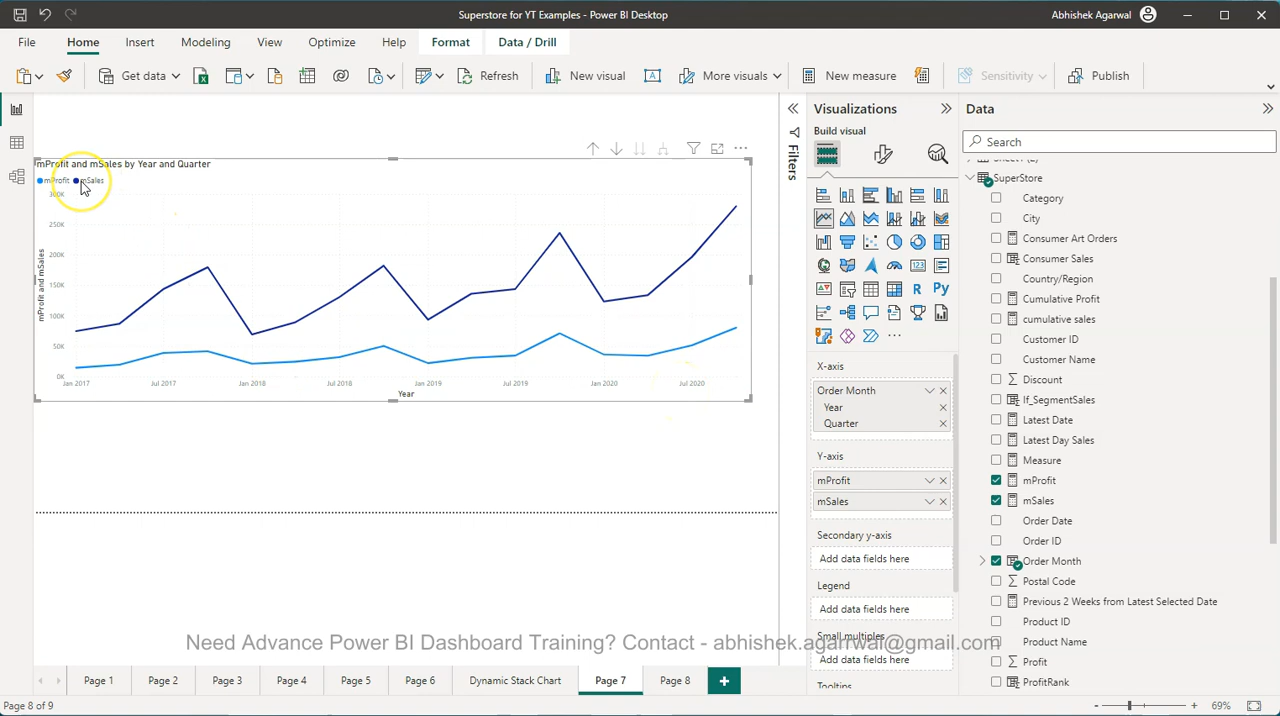 Superstore for YT Examples - Power BI Desktop
Abhishek Agarwal
File Home Insert Modeling View Optimize Help Format Data / Drill
Get data Refresh New visual More visuals New measure Sensitivity Publish
Filters
Visualizations
Build visual
R Py
X-axis
Order Month
Year
Quarter
Y-axis
mProfit
mSales
Secondary y-axis
Add data fields here
Legend
Add data fields here
Small multiples
Add data fields here
Tooltips
Data
Search
SuperStore
Category
City
Consumer Art Orders
Consumer Sales
Country/Region
Cumulative Profit
cumulative sales
Customer ID
Customer Name
Discount
If_SegmentSales
Latest Date
Latest Day Sales
Measure
mProfit
mSales
Order Date
Order ID
Order Month
Postal Code
Previous 2 Weeks from Latest Selected Date
Product ID
Product Name
Profit
ProfitRank
mProfit and mSales by Year and Quarter
mProfit mSales
300K
250K
200K
150K
100K
50K
0K
mProfit and mSales
Jan 2017 Jul 2017 Jan 2018 Jul 2018 Jan 2019 Jul 2019 Jan 2020 Jul 2020
Year
Need Advance Power BI Dashboard Training? Contact - abhishek.agarrwal@gmail.com
Page 1 Page 2 Page 3 Page 4 Page 5 Page 6 Dynamic Stack Chart Page 7 Page 8
Page 8 of 9
69%